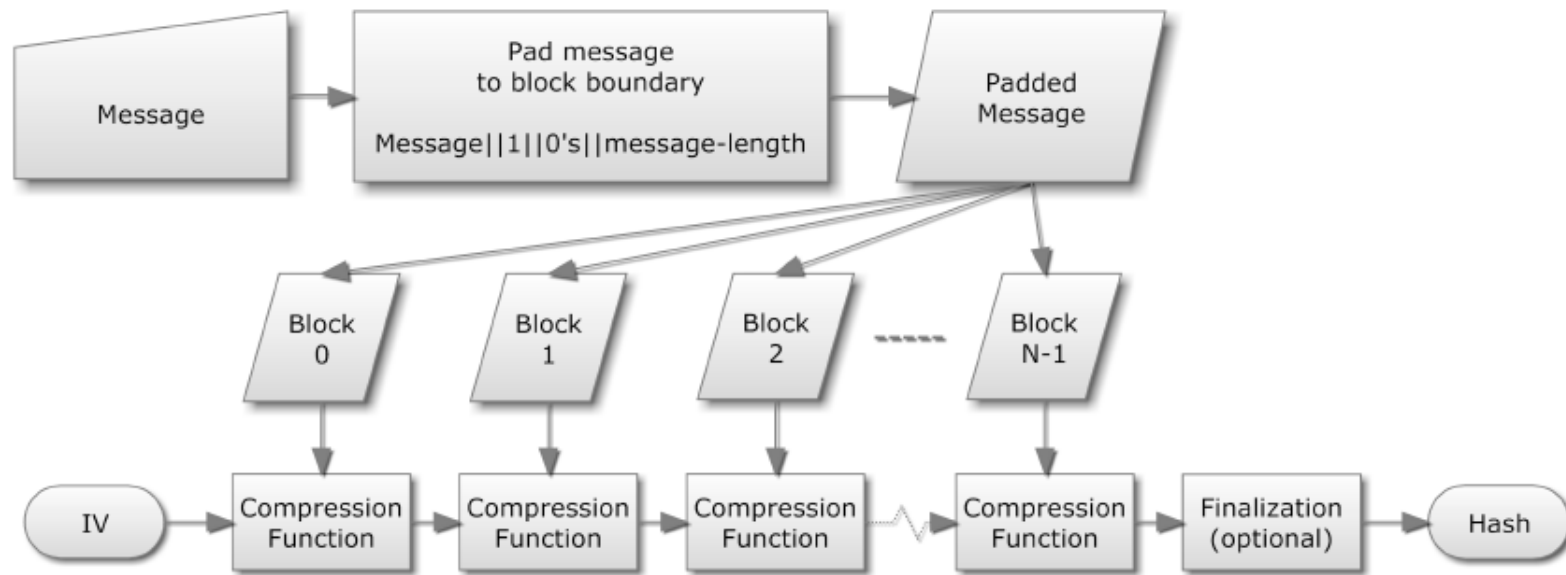 Message
Pad message
to block boundary
Message||1||0's||message-length
Padded
Message
Block
0
Block
1
Block
2
Block
N-1
IV
Compression
Function
Compression
Function
Compression
Function
Compression
Function
Finalization
(optional)
Hash